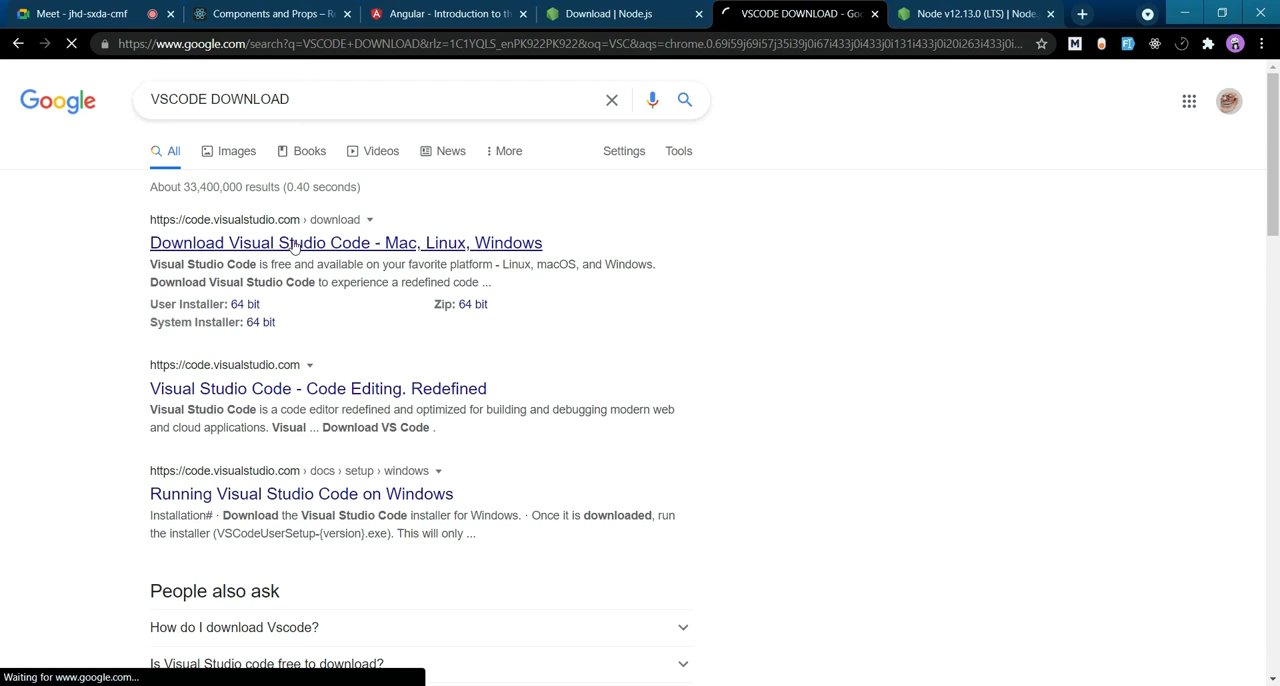 Meet - jhd-sxda-cmf
Components and Props – R
Angular - Introduction to th
Download | Node.js
VSCODE DOWNLOAD - Goo
Node v12.13.0 (LTS) | Node.
https://www.google.com/search?q=VSCODE+DOWNLOAD&rlz=1C1YQLS_enPK922PK922&oq=VSC&aqs=chrome.0.69i59j69i57j35i39j0i67i433j0i433j0i131i433j0i20i263i433j0i...
Google
VSCODE DOWNLOAD
All
Images
Books
Videos
News
More
Settings
Tools
About 33,400,000 results (0.40 seconds)
https://code.visualstudio.com › download
Download Visual Studio Code - Mac, Linux, Windows
Visual Studio Code is free and available on your favorite platform - Linux, macOS, and Windows.
Download Visual Studio Code to experience a redefined code ...
User Installer: 64 bit
Zip: 64 bit
System Installer: 64 bit
https://code.visualstudio.com
Visual Studio Code - Code Editing. Redefined
Visual Studio Code is a code editor redefined and optimized for building and debugging modern web
and cloud applications. Visual ... Download VS Code .
https://code.visualstudio.com › docs › setup › windows
Running Visual Studio Code on Windows
Installation# · Download the Visual Studio Code installer for Windows. · Once it is downloaded, run
the installer (VSCodeUserSetup-{version}.exe). This will only ...
People also ask
How do I download Vscode?
Is Visual Studio code free to download?
Waiting for www.google.com...